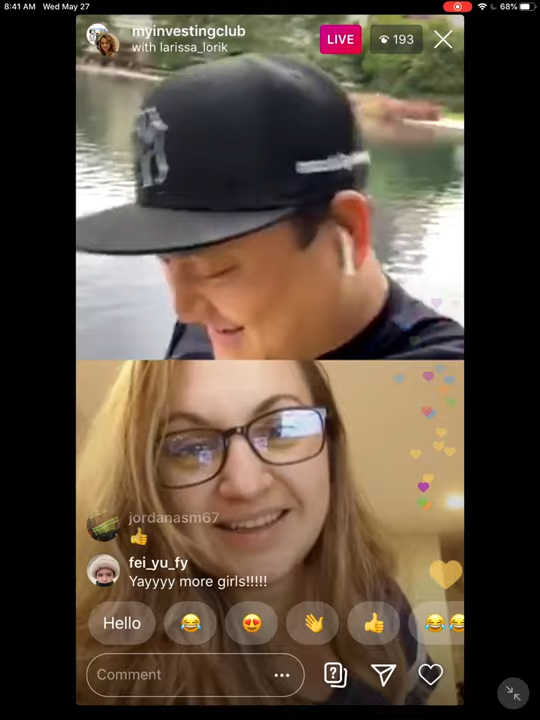 8:41 AM Wed May 27
68%
myinvestingclub
with larissa_lorik
LIVE
193
NY
jordanasm67
👍
fei_yu_fy
Yayyyy more girls!!!!!
Hello 😂 😍 👋 👍 😂😂
Comment